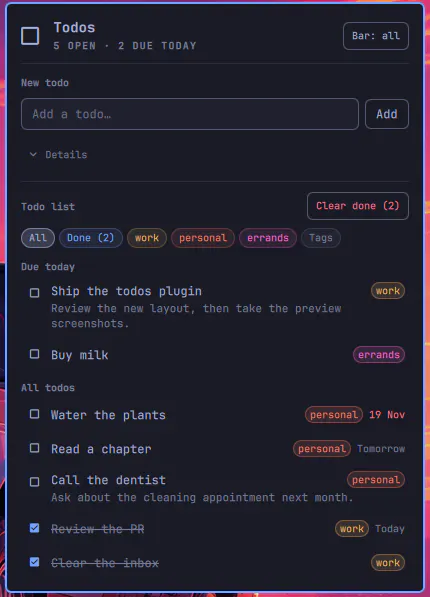 Todos
5 OPEN · 2 DUE TODAY
Bar: all
New todo
Add a todo…
Add
Details
Todo list
Clear done (2)
All
Done (2)
work
personal
errands
Tags
Due today
Ship the todos plugin
work
Review the new layout, then take the preview
screenshots.
Buy milk
errands
All todos
Water the plants
personal
19 Nov
Read a chapter
personal
Tomorrow
Call the dentist
personal
Ask about the cleaning appointment next month.
Review the PR
work
Today
Clear the inbox
work